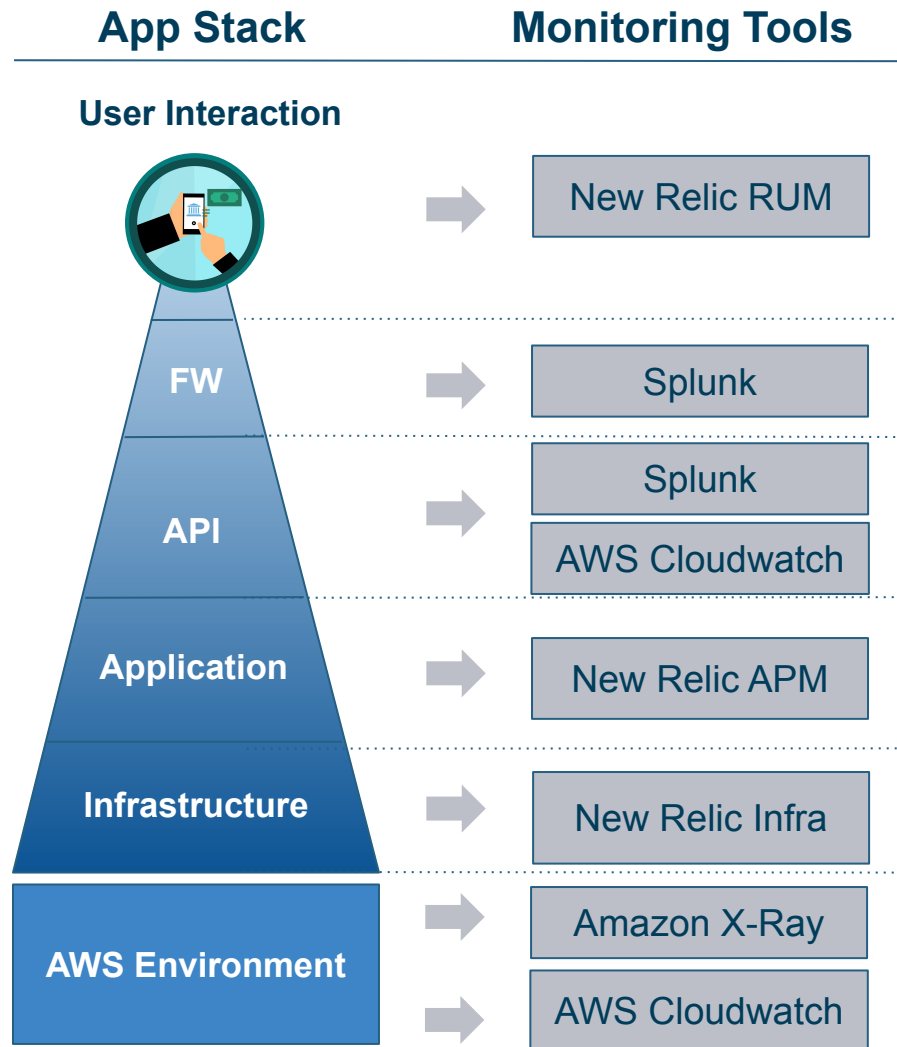 App Stack
Monitoring Tools
User Interaction
New Relic RUM
FW
Splunk
API
Splunk
AWS Cloudwatch
Application
New Relic APM
Infrastructure
New Relic Infra
AWS Environment
Amazon X-Ray
AWS Cloudwatch